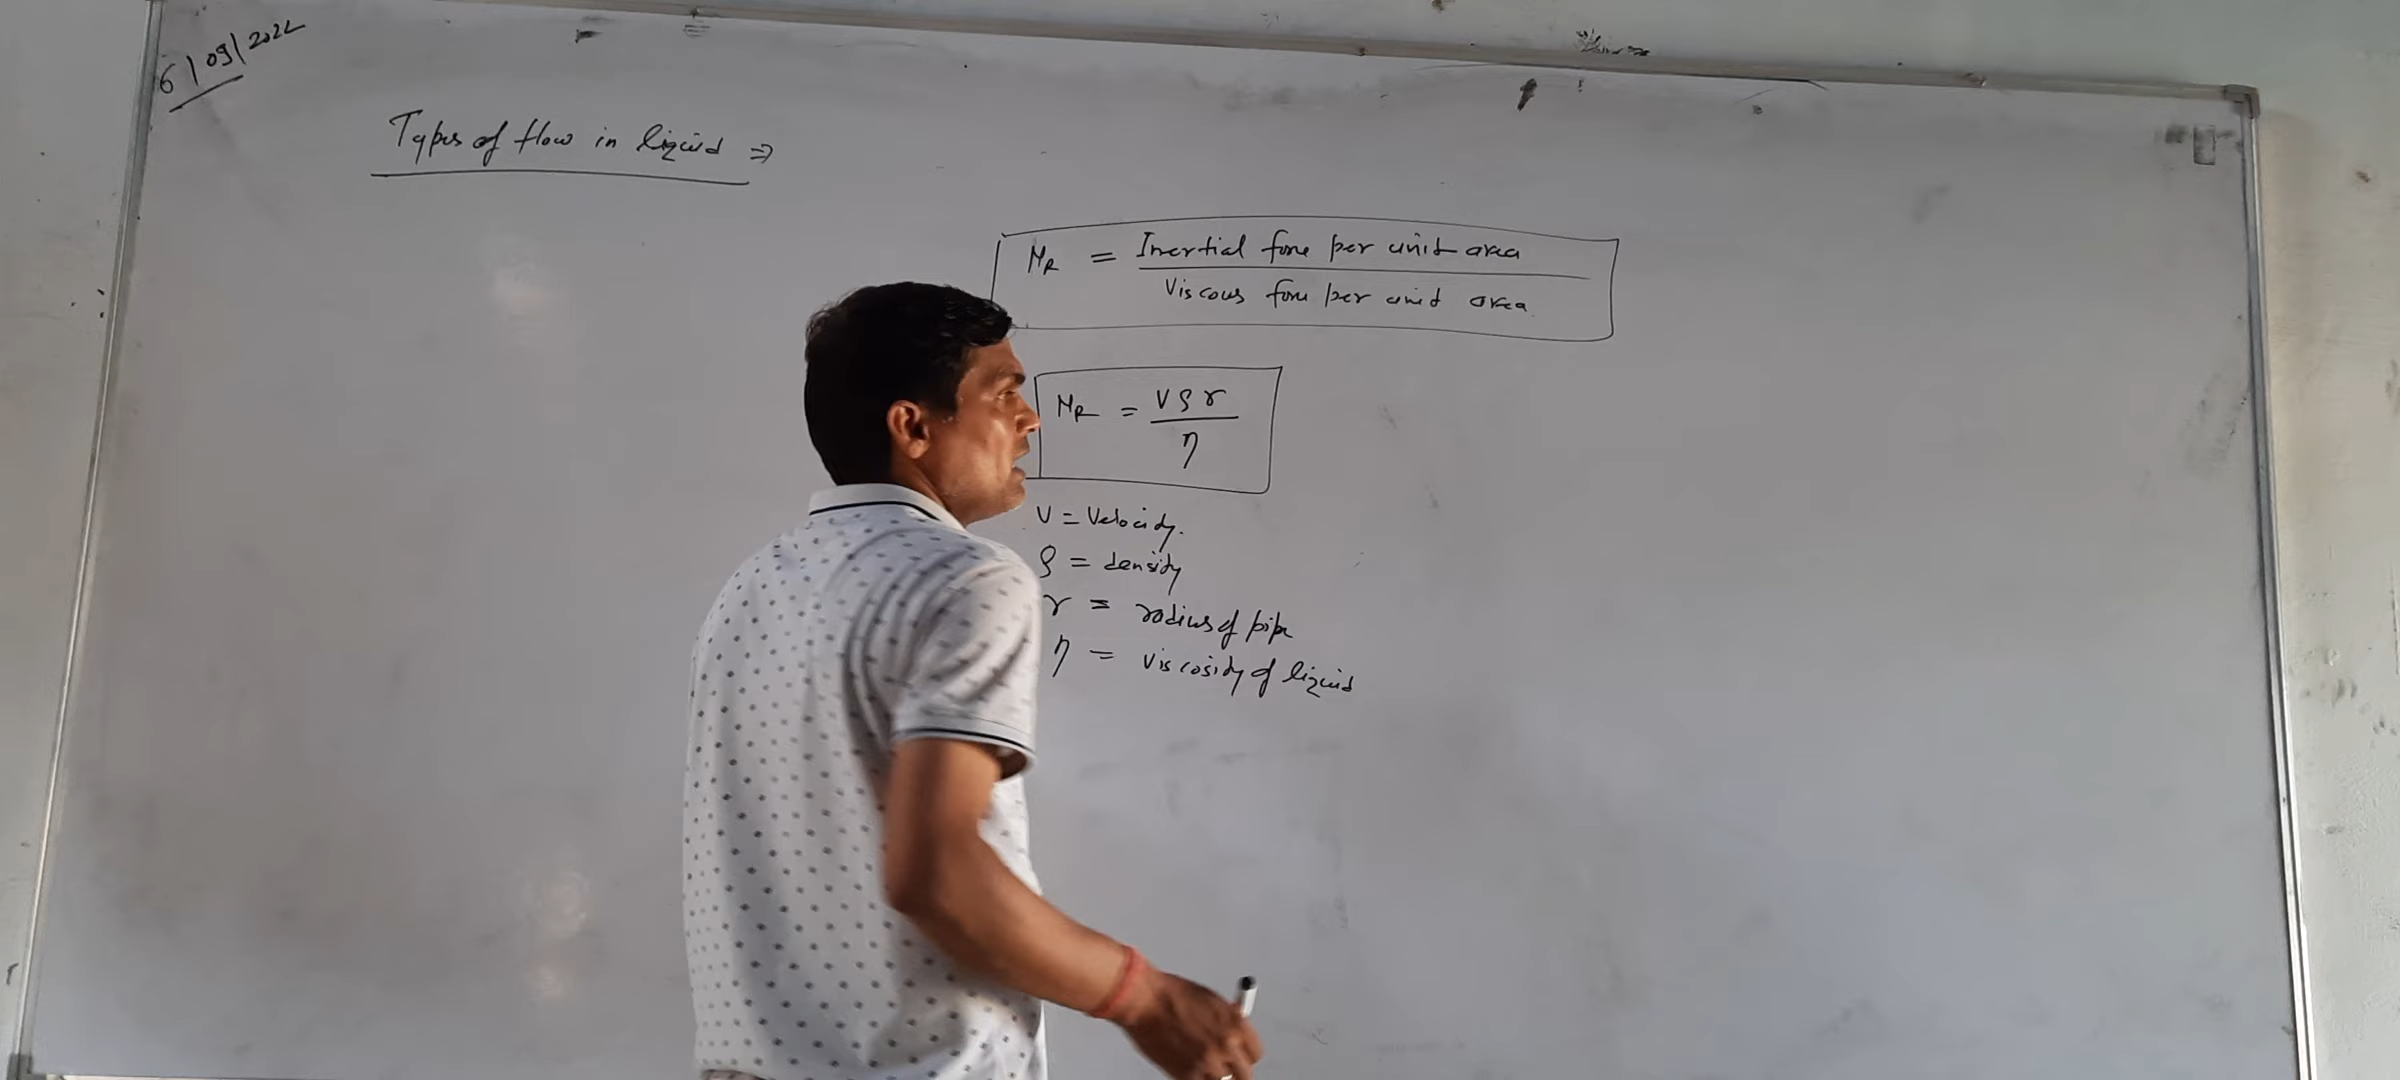 6/09/2022
Types of flow in liquid ⇒
NR = Inertial force per unit area
Viscous force per unit area
NR = vρr
η
v = Velocity.
ρ = density
r = radius of pipe
η = viscosity of liquid